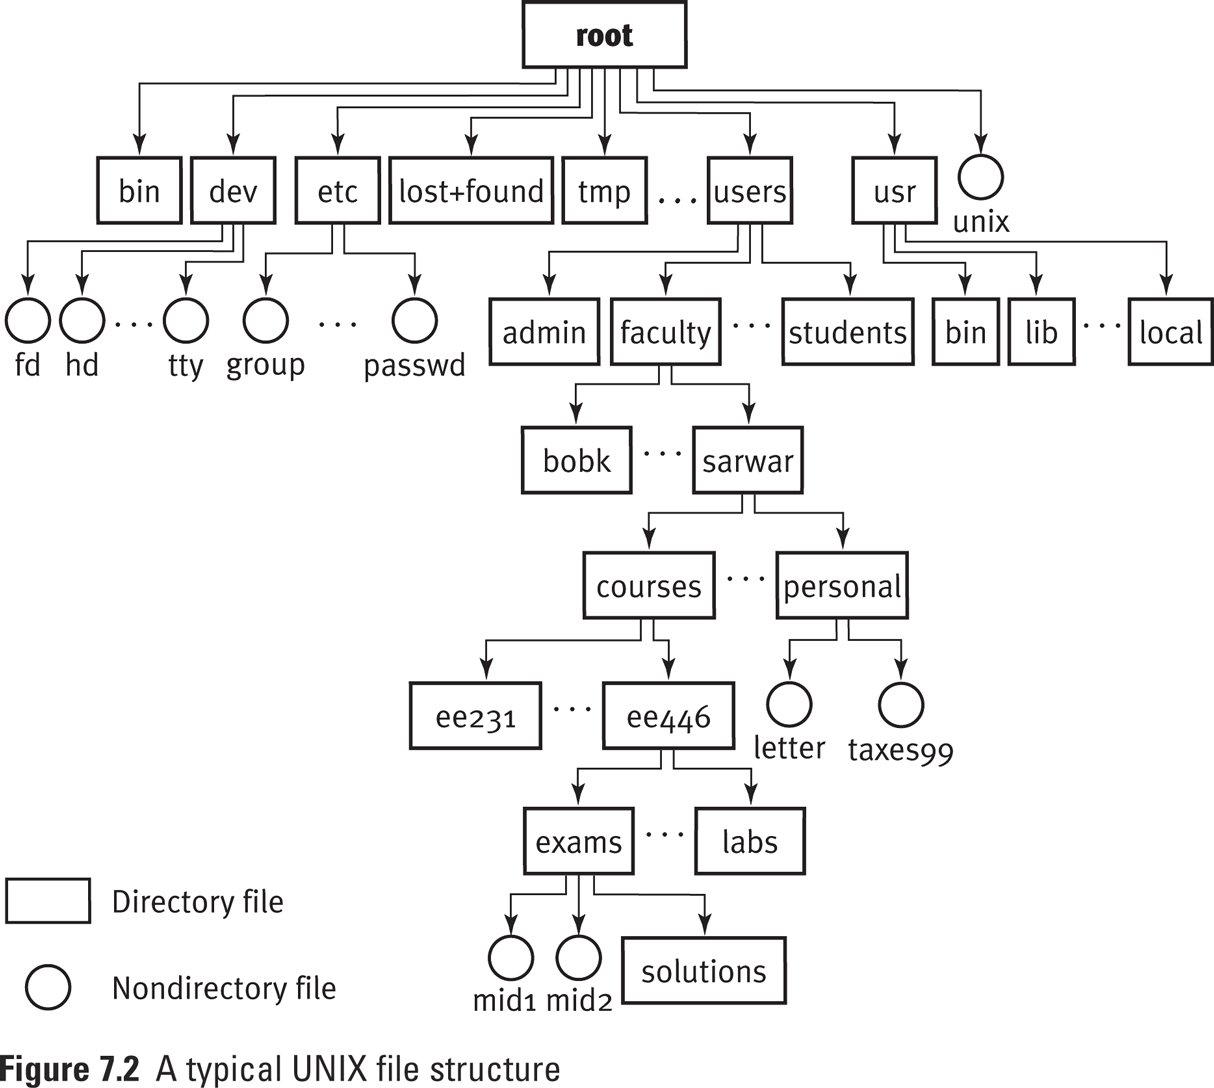 root
bin dev etc lost+found tmp ... users usr unix
fd hd ... tty group ... passwd admin faculty ... students bin lib ... local
bobk ... sarwar
courses ... personal
ee231 ... ee446 letter taxes99
exams ... labs
Directory file
mid1 mid2 solutions
Nondirectory file
Figure 7.2 A typical UNIX file structure